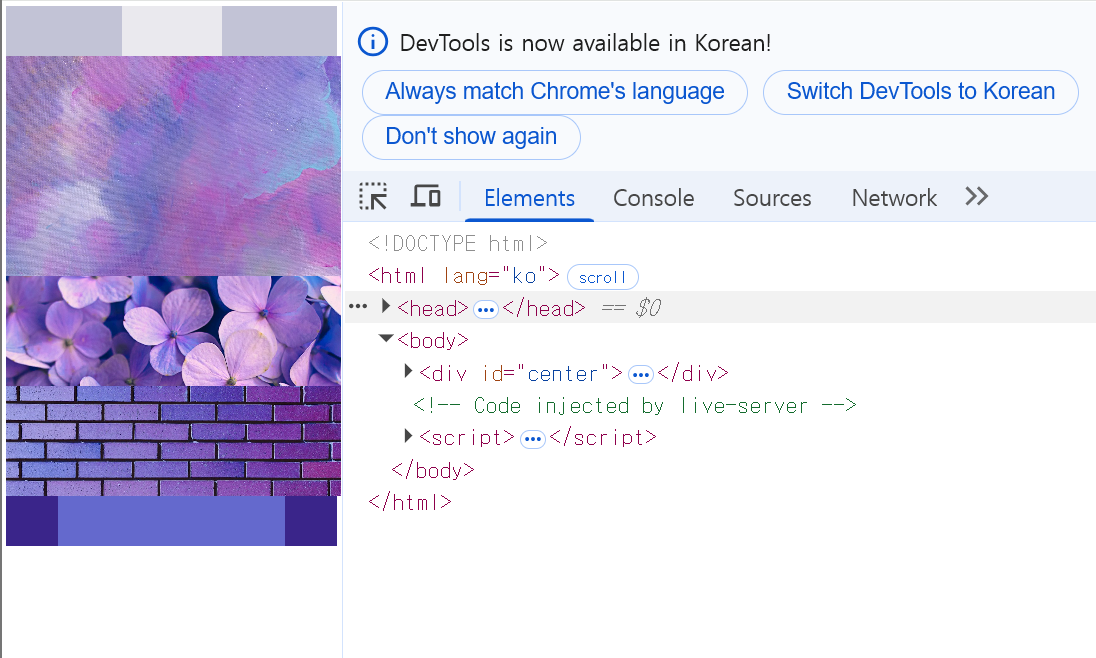 DevTools is now available in Korean!
Always match Chrome's language
Switch DevTools to Korean
Don't show again
Elements Console Sources Network
<!DOCTYPE html>
<html lang="ko"> scroll
<head> ••• </head> == $0
<body>
<div id="center"> ••• </div>
<!-- Code injected by live-server -->
<script> ••• </script>
</body>
</html>